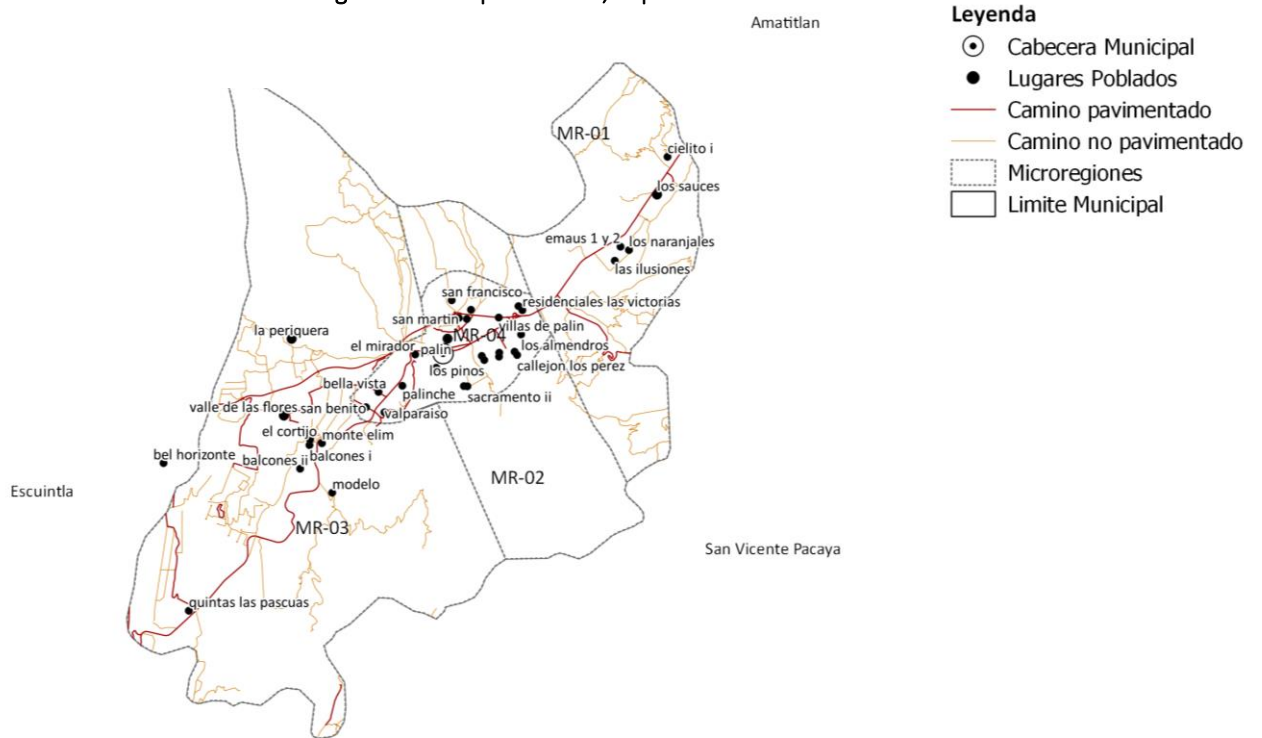 Amatitlan
Leyenda
Cabecera Municipal
Lugares Poblados
Camino pavimentado
Camino no pavimentado
Microregiones
Limite Municipal
MR-01
cielito i
los sauces
emaus 1 y 2
los naranjales
las ilusiones
san francisco
residenciales las victorias
san martin
villas de palin
la periquera
MR-04
el mirador
palin
los almendros
los pinos
callejon los perez
bella vista
palinche
sacramento ii
valle de las flores
san benito
valparaiso
el cortijo
monte elim
bel horizonte
balcones ii
balcones i
MR-02
modelo
Escuintla
MR-03
San Vicente Pacaya
quintas las pascuas